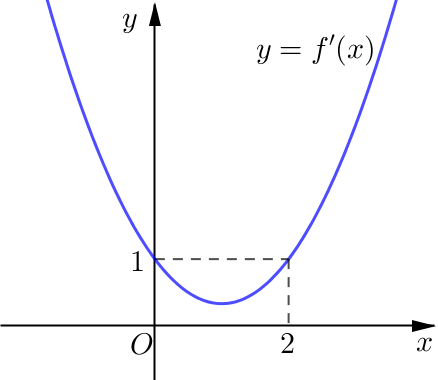 y
y = f′(x)
1
O
2
x